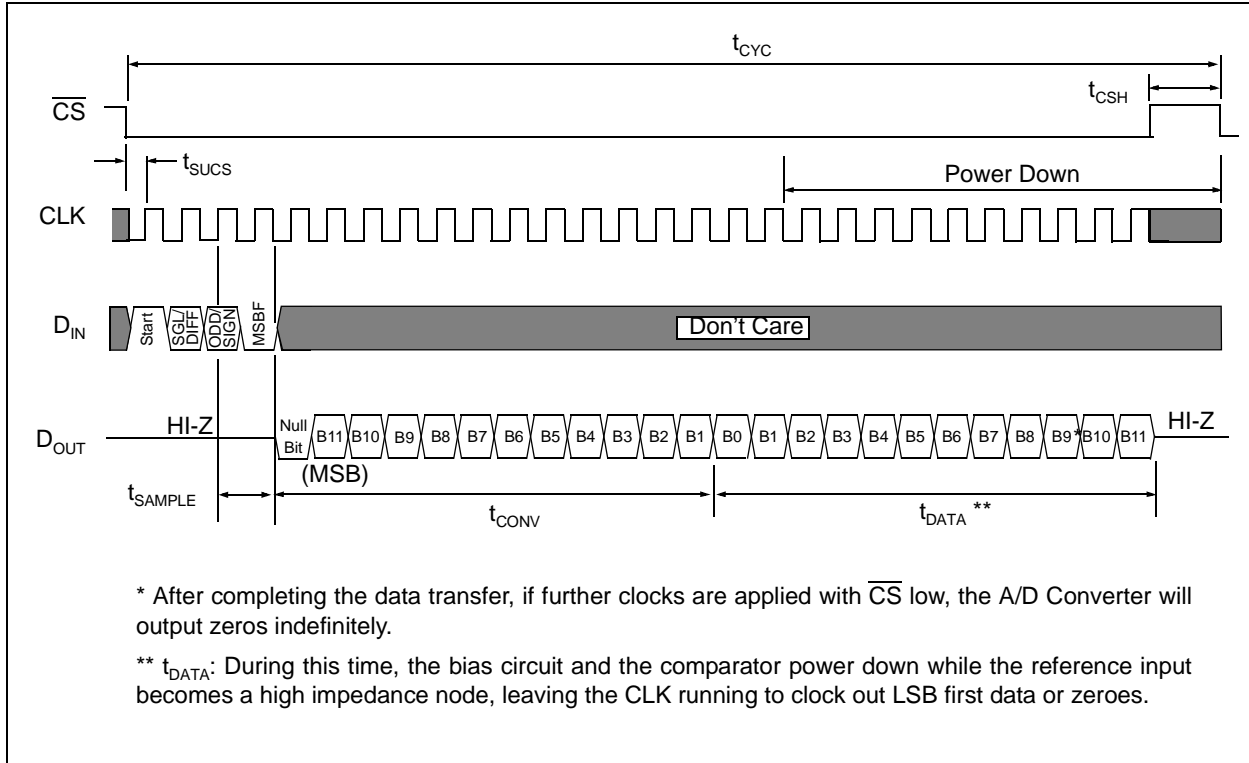 tCYC
tCSH
CS
tSUCS
Power Down
CLK
DIN
Start
SGL/
DIFF
ODD/
SIGN
MSBF
Don't Care
DOUT
HI-Z
Null
Bit
B11 B10 B9 B8 B7 B6 B5 B4 B3 B2 B1 B0 B1 B2 B3 B4 B5 B6 B7 B8 B9 * B10 B11
HI-Z
(MSB)
tSAMPLE
tCONV
tDATA **
* After completing the data transfer, if further clocks are applied with CS low, the A/D Converter will
output zeros indefinitely.
** tDATA: During this time, the bias circuit and the comparator power down while the reference input
becomes a high impedance node, leaving the CLK running to clock out LSB first data or zeroes.